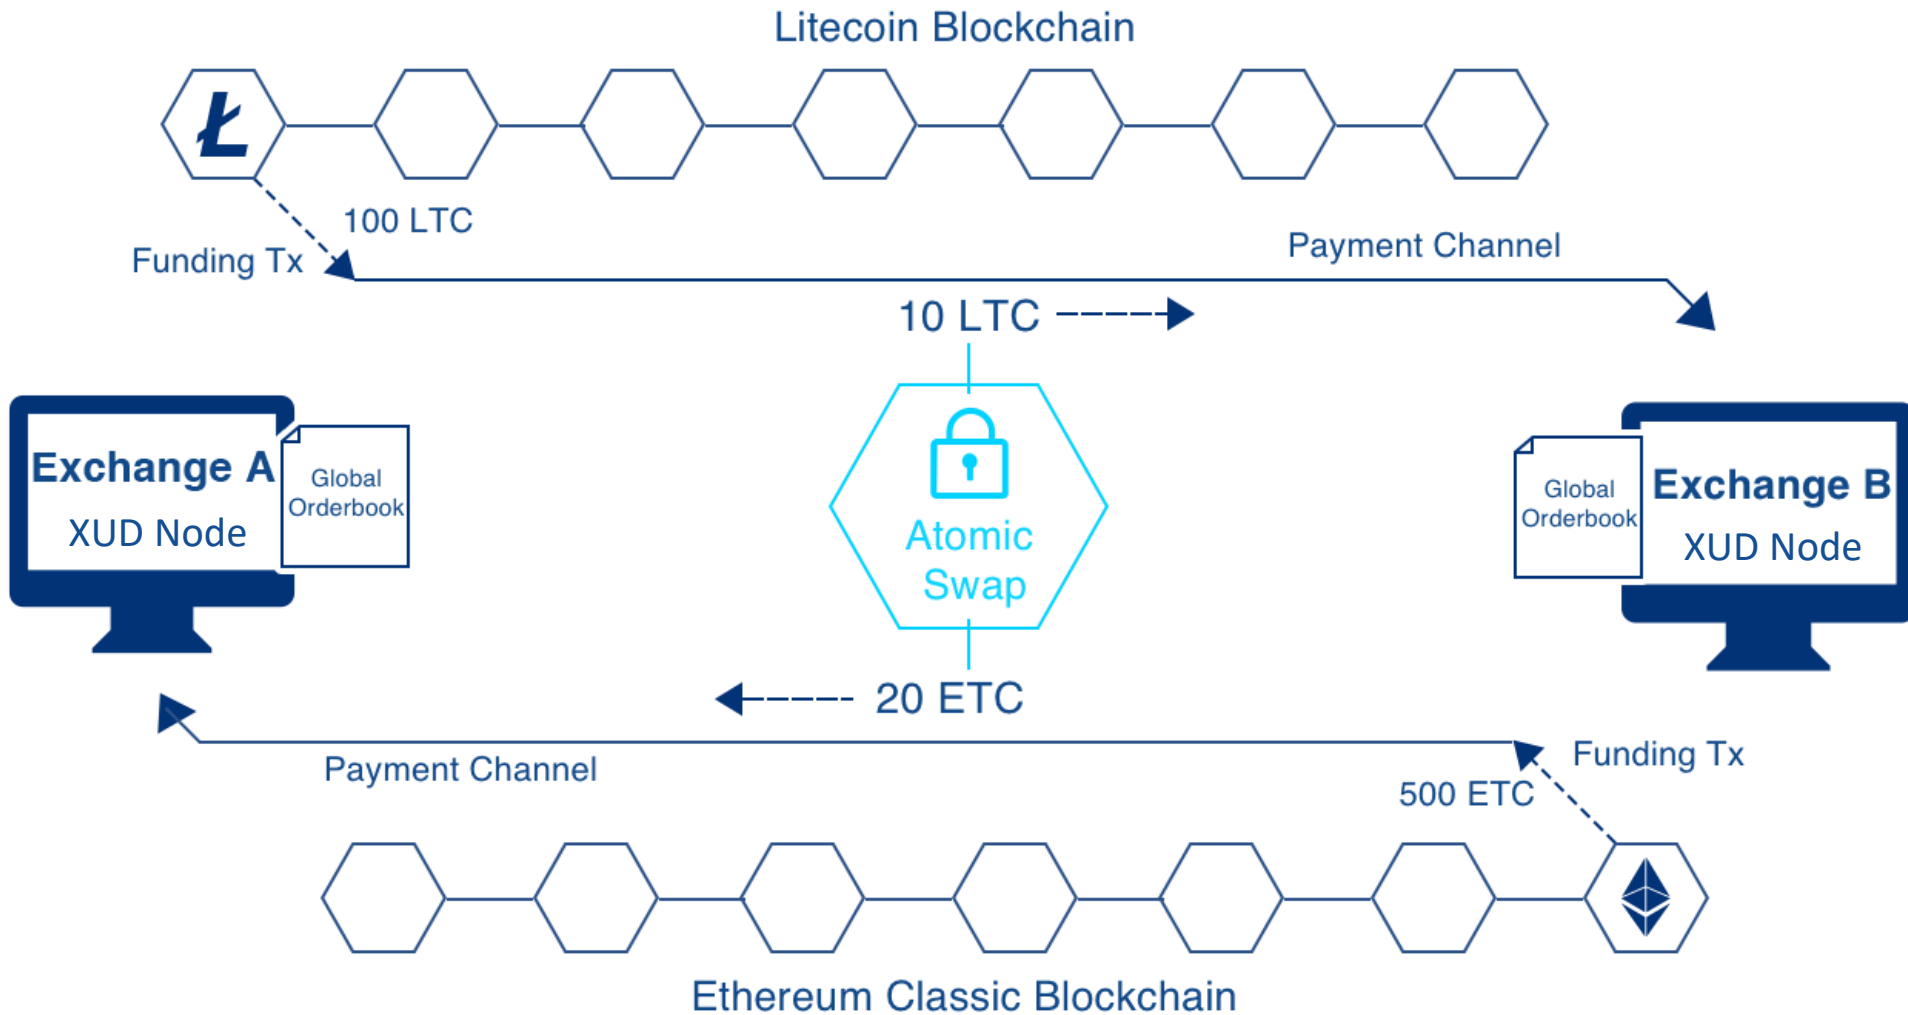 Litecoin Blockchain
100 LTC
Funding Tx
Payment Channel
10 LTC
Exchange A
XUD Node
Global
Orderbook
Atomic
Swap
Global
Orderbook
Exchange B
XUD Node
20 ETC
Payment Channel
Funding Tx
500 ETC
Ethereum Classic Blockchain